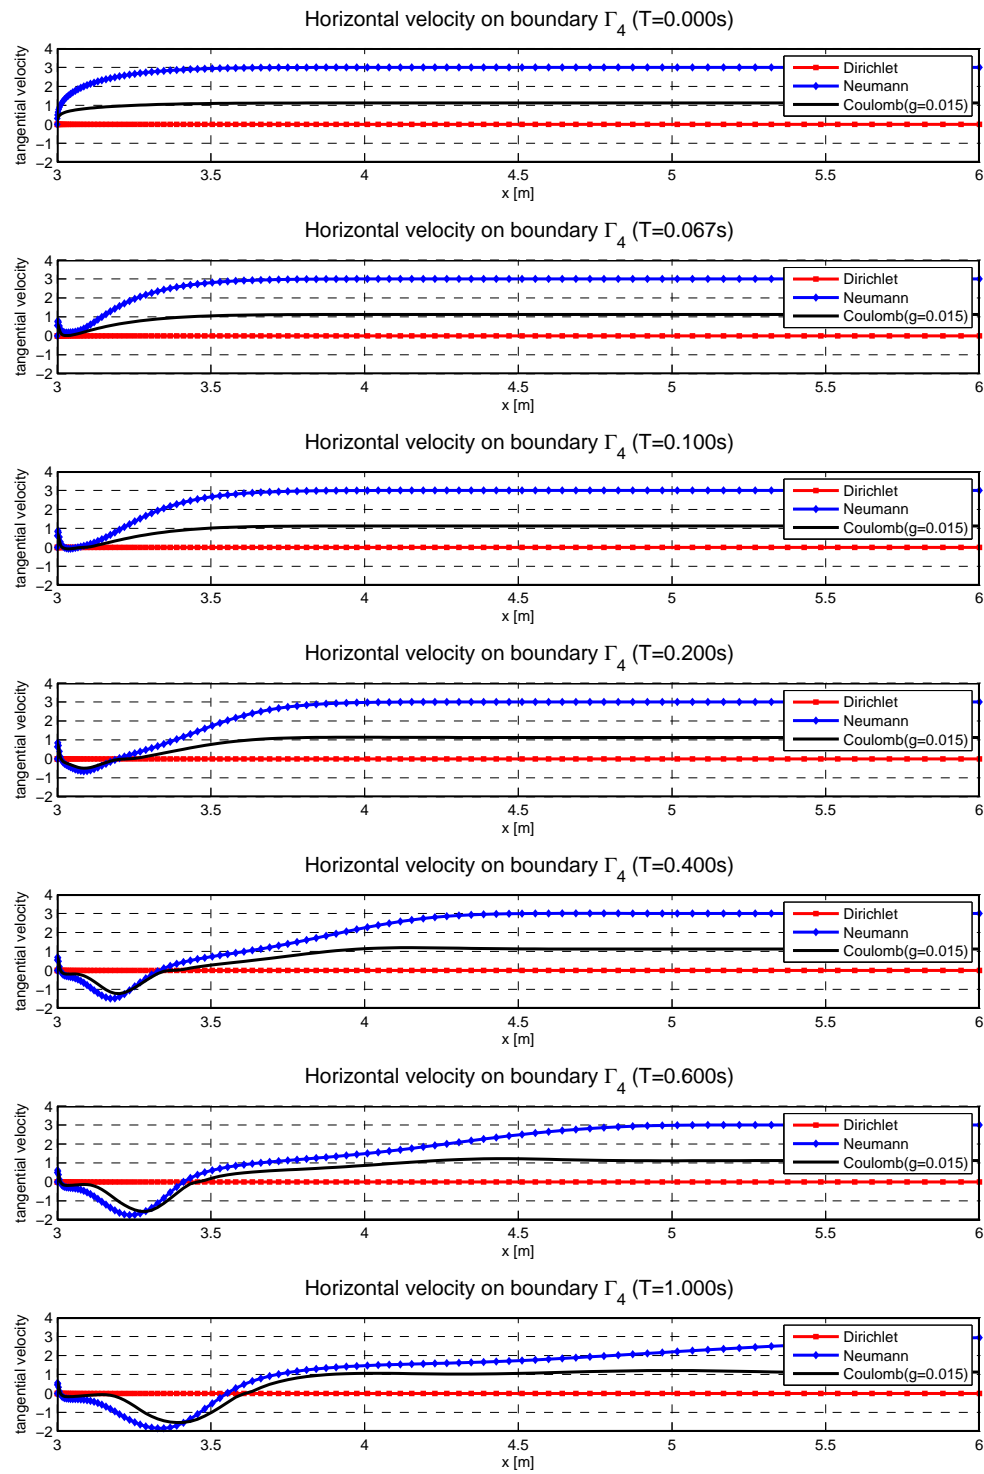 Horizontal velocity on boundary Γ4 (T=0.000s)
tangential velocity
4
3
2
1
0
−1
−2
Dirichlet
Neumann
Coulomb(g=0.015)
3 3.5 4 4.5 5 5.5 6
x [m]
Horizontal velocity on boundary Γ4 (T=0.067s)
tangential velocity
4
3
2
1
0
−1
−2
Dirichlet
Neumann
Coulomb(g=0.015)
3 3.5 4 4.5 5 5.5 6
x [m]
Horizontal velocity on boundary Γ4 (T=0.100s)
tangential velocity
4
3
2
1
0
−1
−2
Dirichlet
Neumann
Coulomb(g=0.015)
3 3.5 4 4.5 5 5.5 6
x [m]
Horizontal velocity on boundary Γ4 (T=0.200s)
tangential velocity
4
3
2
1
0
−1
−2
Dirichlet
Neumann
Coulomb(g=0.015)
3 3.5 4 4.5 5 5.5 6
x [m]
Horizontal velocity on boundary Γ4 (T=0.400s)
tangential velocity
4
3
2
1
0
−1
−2
Dirichlet
Neumann
Coulomb(g=0.015)
3 3.5 4 4.5 5 5.5 6
x [m]
Horizontal velocity on boundary Γ4 (T=0.600s)
tangential velocity
4
3
2
1
0
−1
−2
Dirichlet
Neumann
Coulomb(g=0.015)
3 3.5 4 4.5 5 5.5 6
x [m]
Horizontal velocity on boundary Γ4 (T=1.000s)
tangential velocity
4
3
2
1
0
−1
−2
Dirichlet
Neumann
Coulomb(g=0.015)
3 3.5 4 4.5 5 5.5 6
x [m]